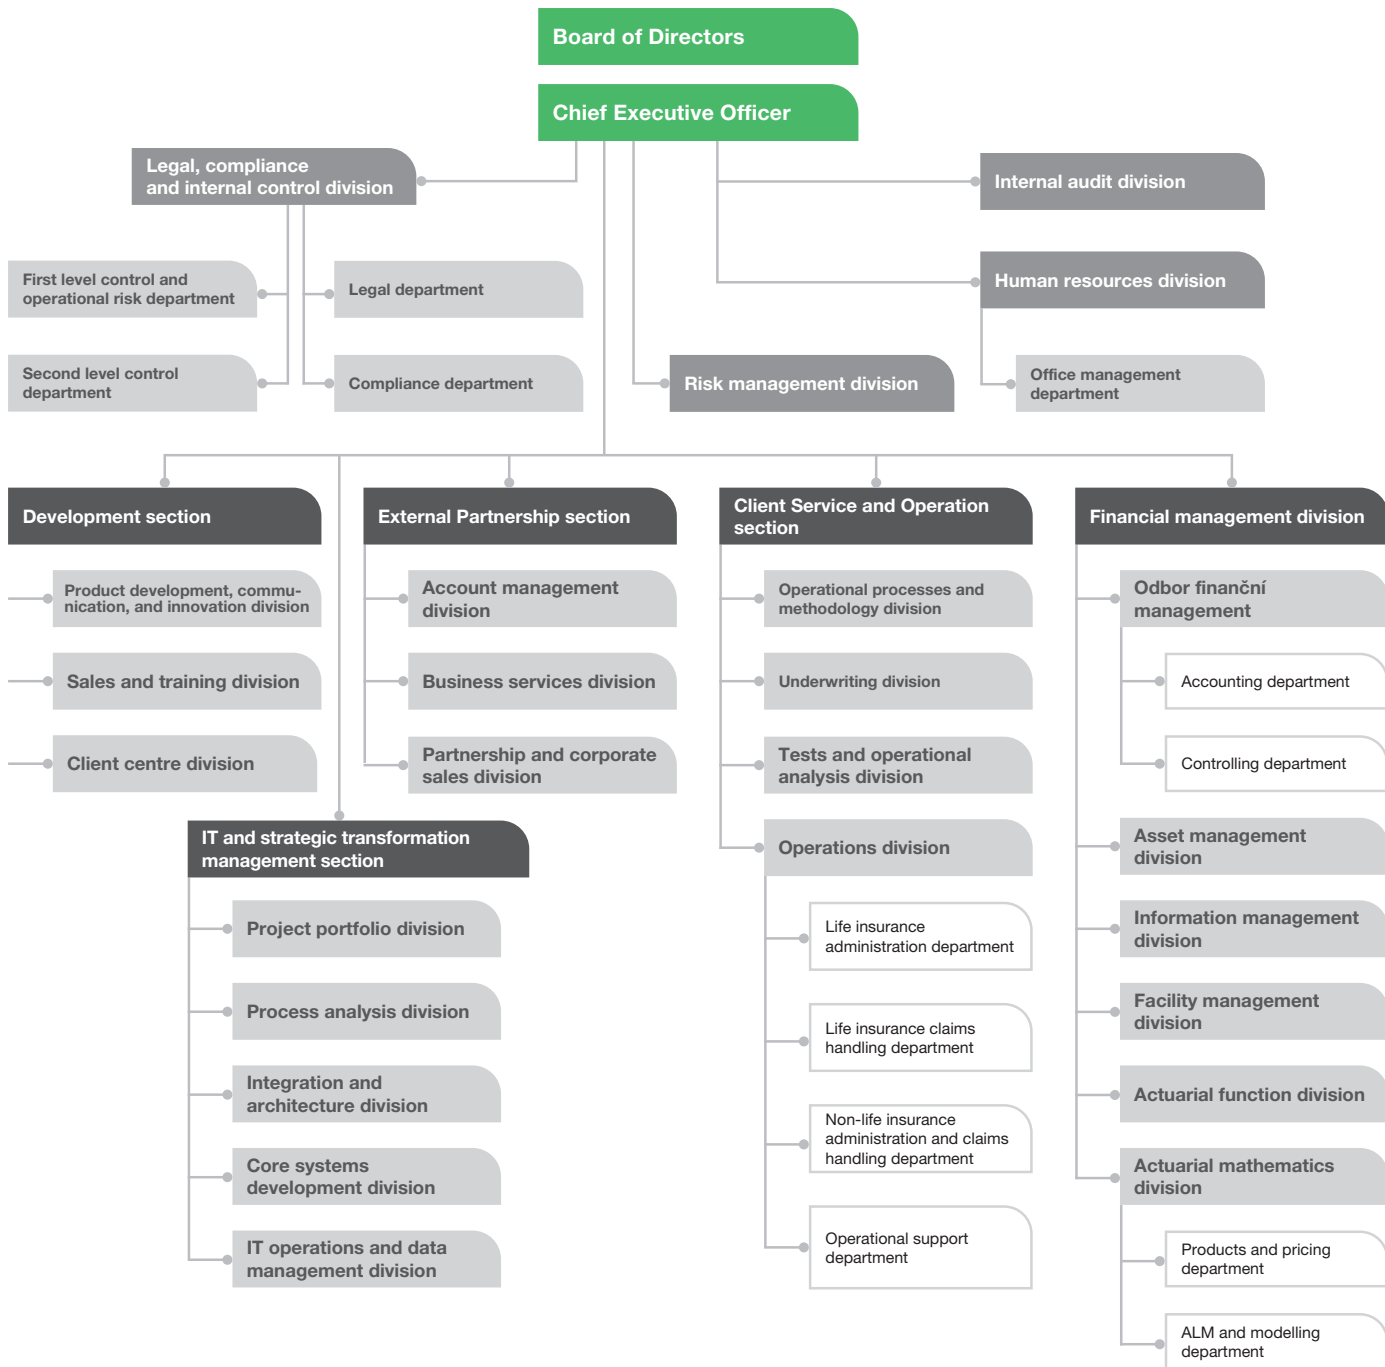 Board of Directors
Chief Executive Officer
Legal, compliance
and internal control division
Internal audit division
First level control and
operational risk department
Legal department
Human resources division
Second level control
department
Compliance department
Risk management division
Office management
department
Development section
External Partnership section
Client Service and Operation
section
Financial management division
Product development, commu-
nication, and innovation division
Account management
division
Operational processes and
methodology division
Odbor finanční
management
Sales and training division
Business services division
Underwriting division
Accounting department
Client centre division
Partnership and corporate
sales division
Tests and operational
analysis division
Controlling department
IT and strategic transformation
management section
Operations division
Asset management
division
Project portfolio division
Life insurance
administration department
Information management
division
Process analysis division
Life insurance claims
handling department
Facility management
division
Integration and
architecture division
Non-life insurance
administration and claims
handling department
Actuarial function division
Core systems
development division
Actuarial mathematics
division
IT operations and data
management division
Operational support
department
Products and pricing
department
ALM and modelling
department